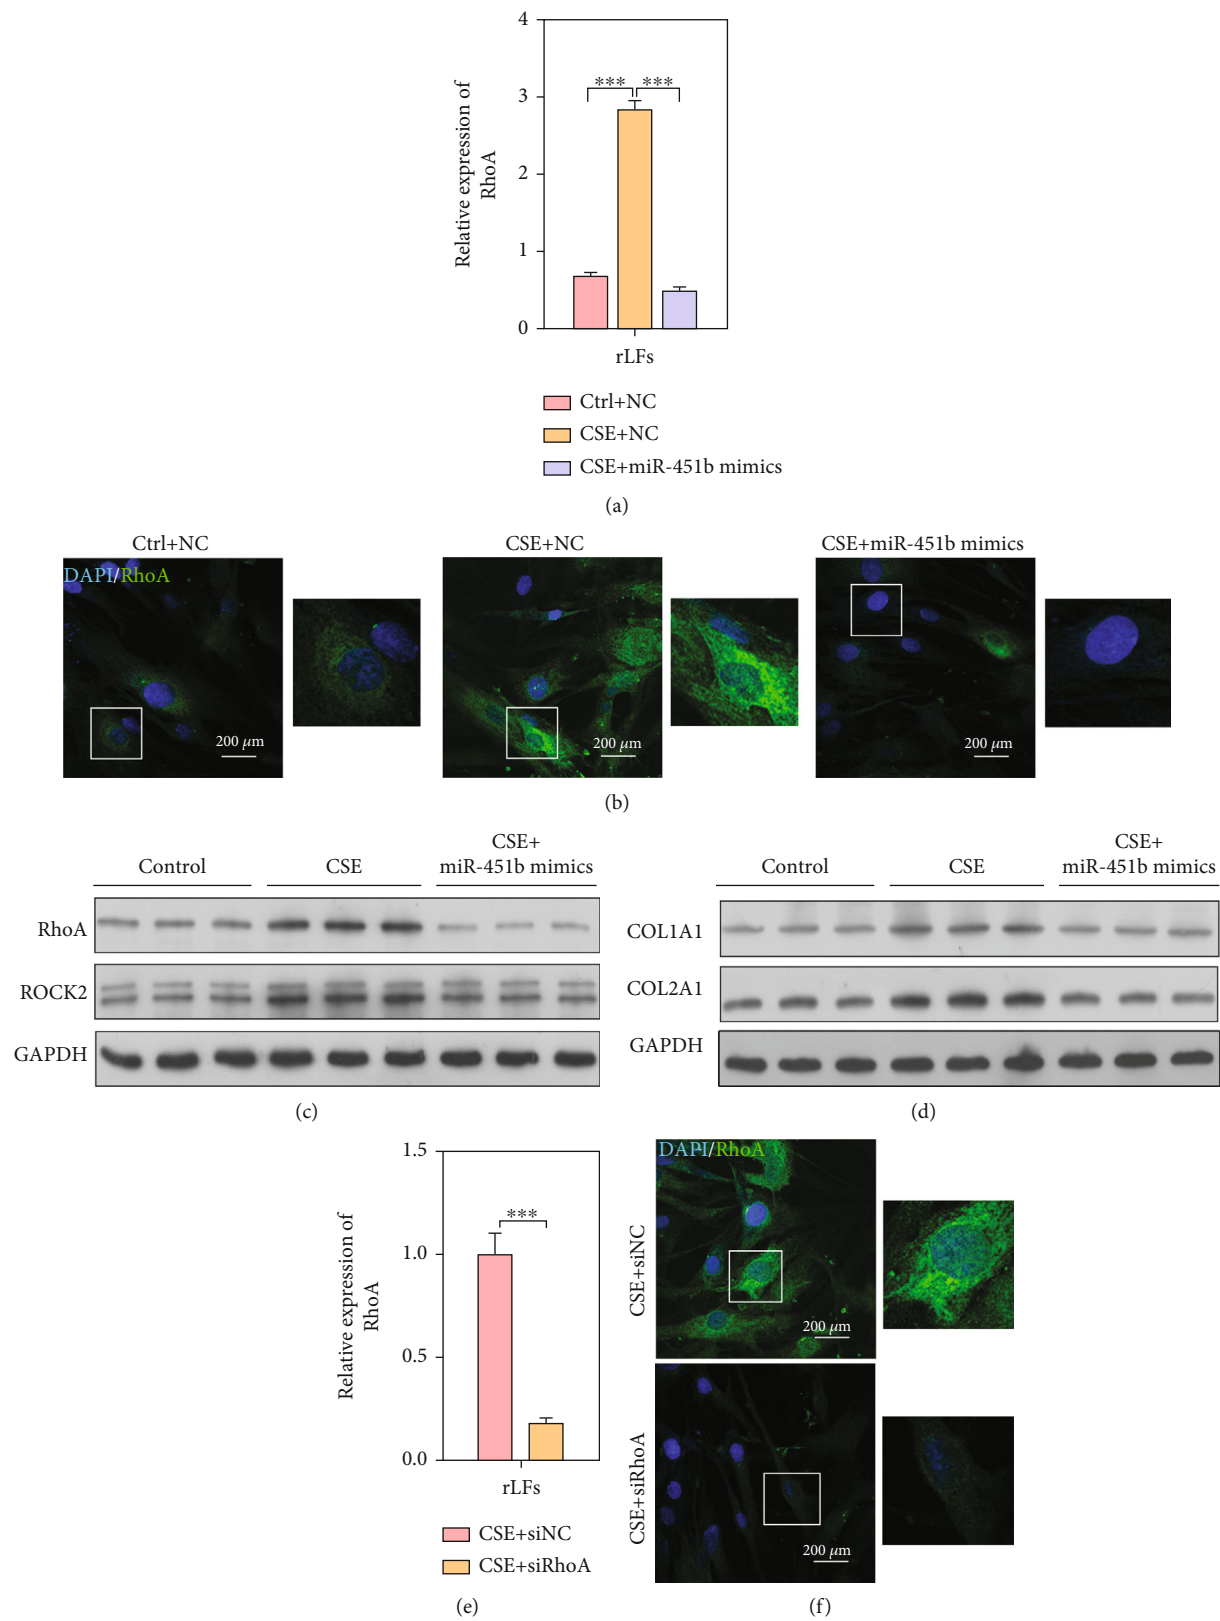 4
3
2
1
0
Relative expression of
RhoA
*** ***
rLFs
Ctrl+NC
CSE+NC
CSE+miR-451b mimics
(a)
Ctrl+NC
CSE+NC
CSE+miR-451b mimics
DAPI/RhoA
200 μm
200 μm
200 μm
(b)
Control
CSE
CSE+
miR-451b mimics
RhoA
ROCK2
GAPDH
(c)
Control
CSE
CSE+
miR-451b mimics
COL1A1
COL2A1
GAPDH
(d)
1.5
1.0
0.5
0.0
Relative expression of
RhoA
***
rLFs
CSE+siNC
CSE+siRhoA
(e)
DAPI/RhoA
CSE+siNC
200 μm
CSE+siRhoA
200 μm
(f)